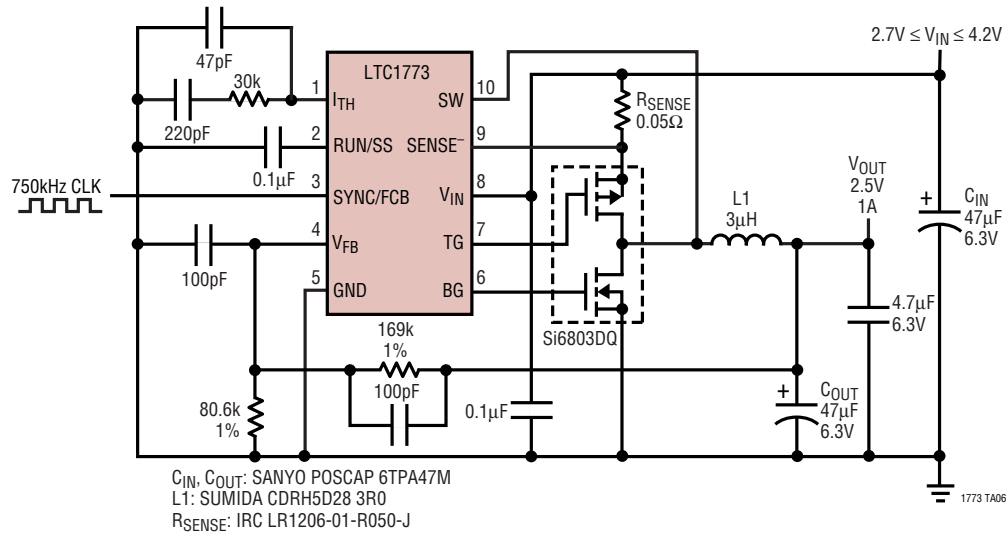 2.7V ≤ VIN ≤ 4.2V
47pF
LTC1773
30k
1
ITH
SW
10
RSENSE
0.05Ω
220pF
2
RUN/SS
SENSE–
9
0.1µF
VOUT
2.5V
1A
750kHz CLK
3
SYNC/FCB
VIN
8
L1
3µH
+
CIN
47µF
6.3V
4
VFB
TG
7
100pF
5
GND
BG
6
4.7µF
6.3V
Si6803DQ
169k
1%
100pF
80.6k
1%
0.1µF
+
COUT
47µF
6.3V
CIN, COUT: SANYO POSCAP 6TPA47M
L1: SUMIDA CDRH5D28 3R0
RSENSE: IRC LR1206-01-R050-J
1773 TA06